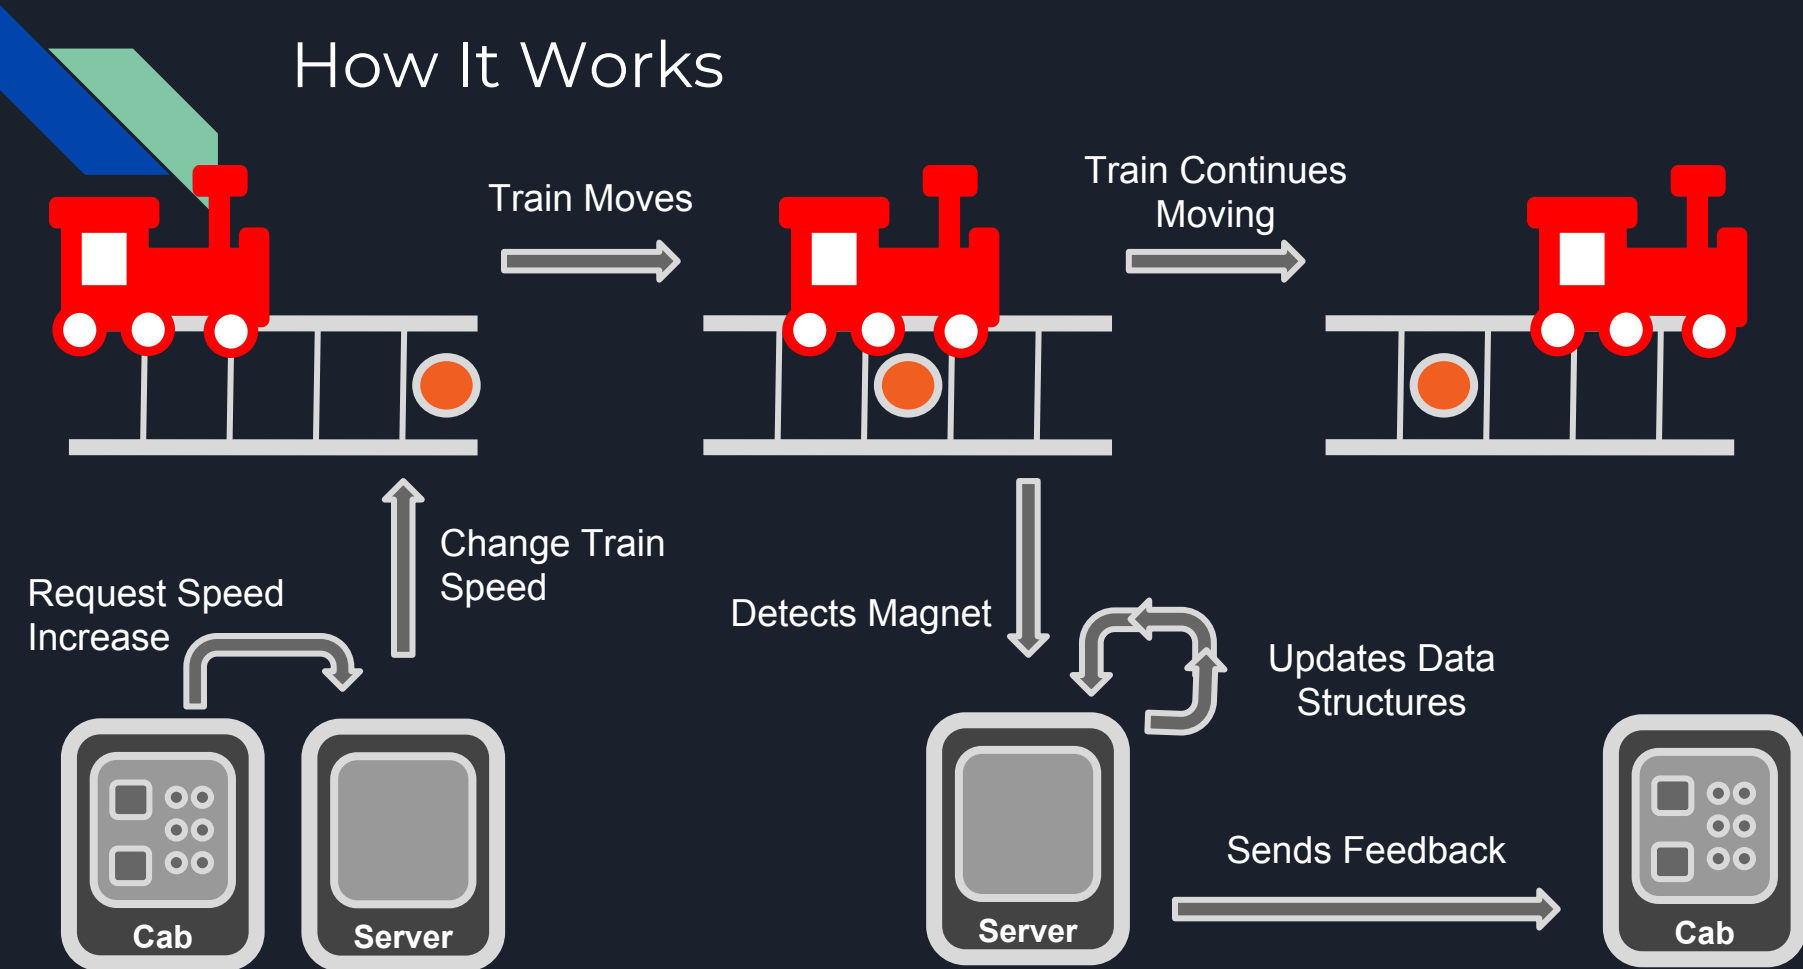 How It Works
Train Moves
Train Continues
Moving
Request Speed
Increase
Change Train
Speed
Detects Magnet
Updates Data
Structures
Sends Feedback
Cab
Server
Server
Cab